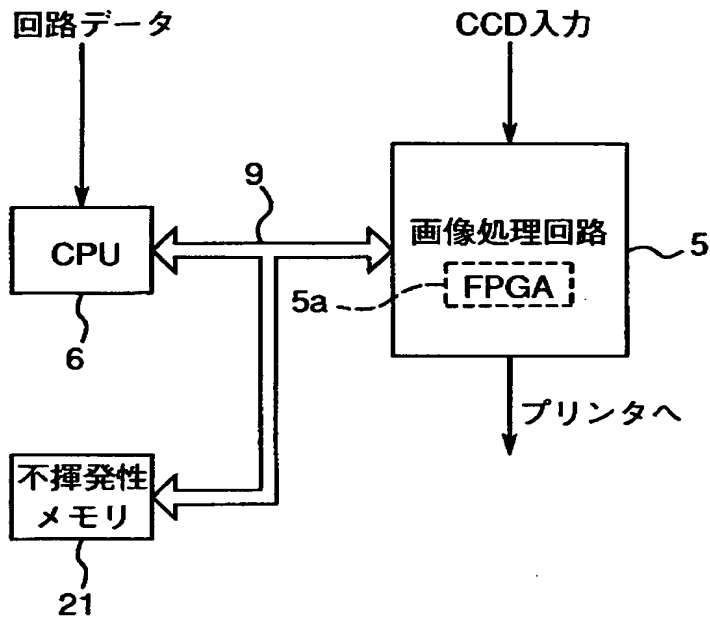 回路データ
CCD入力
9
CPU
画像処理回路
5
5a
FPGA
6
プリンタへ
不揮発性
メモリ
21